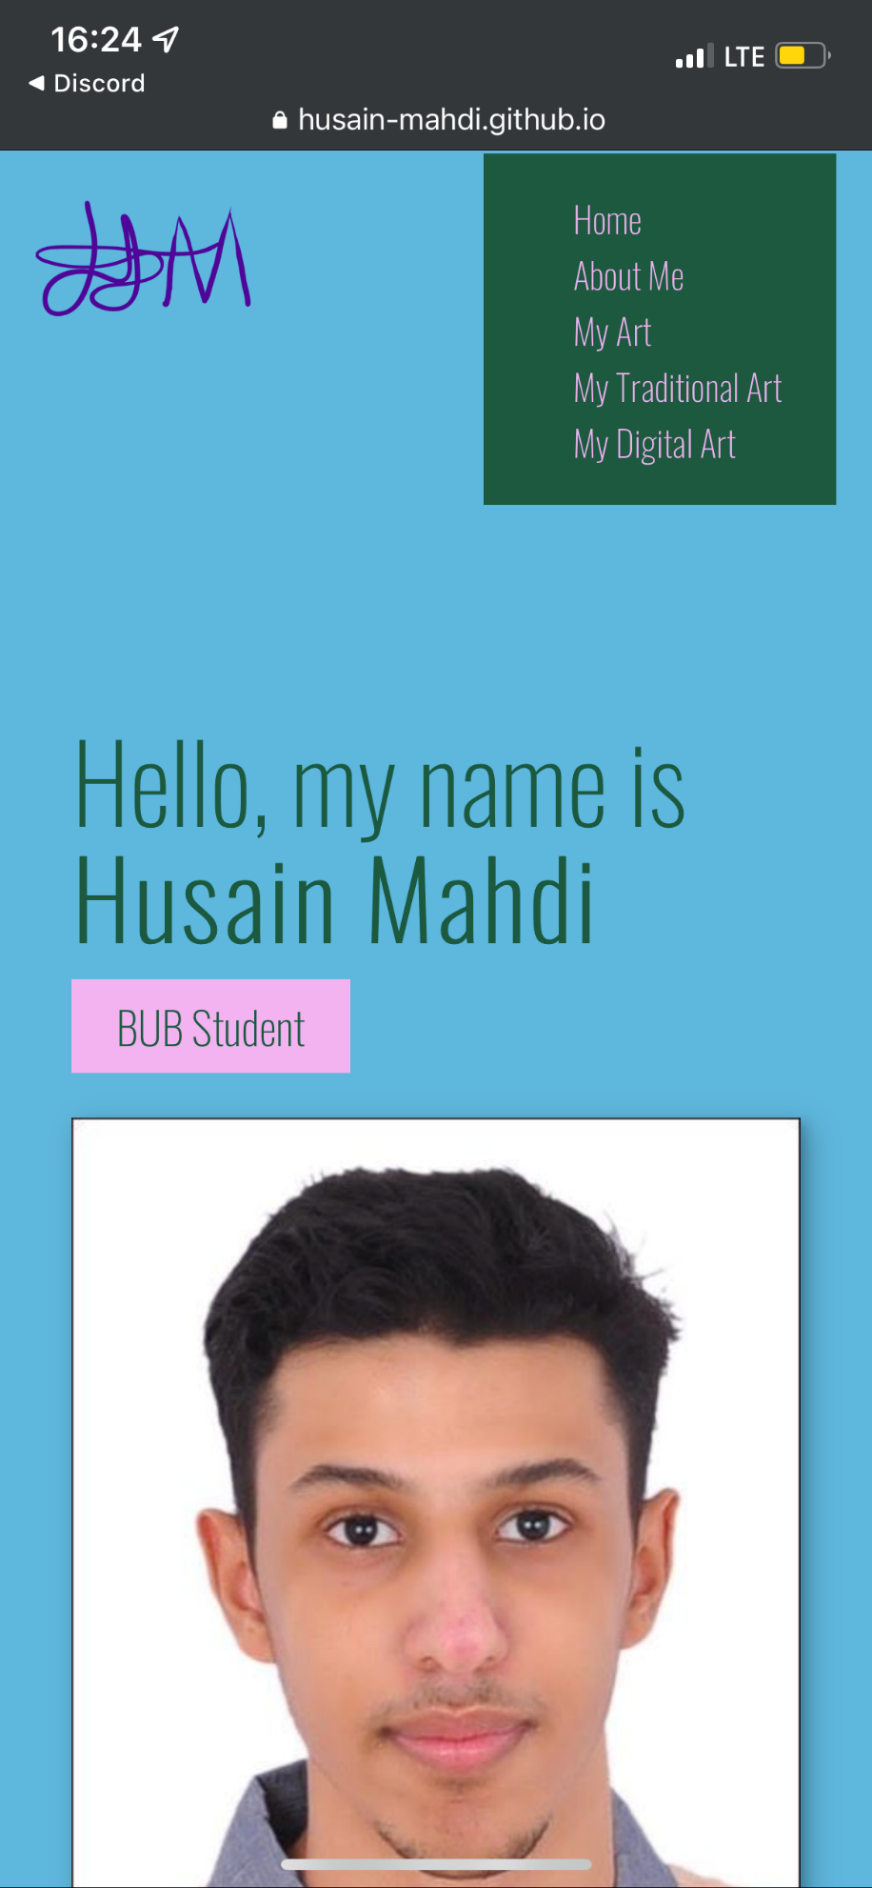 16:24
LTE
◀ Discord
husain-mahdi.github.io
HM
Home
About Me
My Art
My Traditional Art
My Digital Art
Hello, my name is
Husain Mahdi
BUB Student